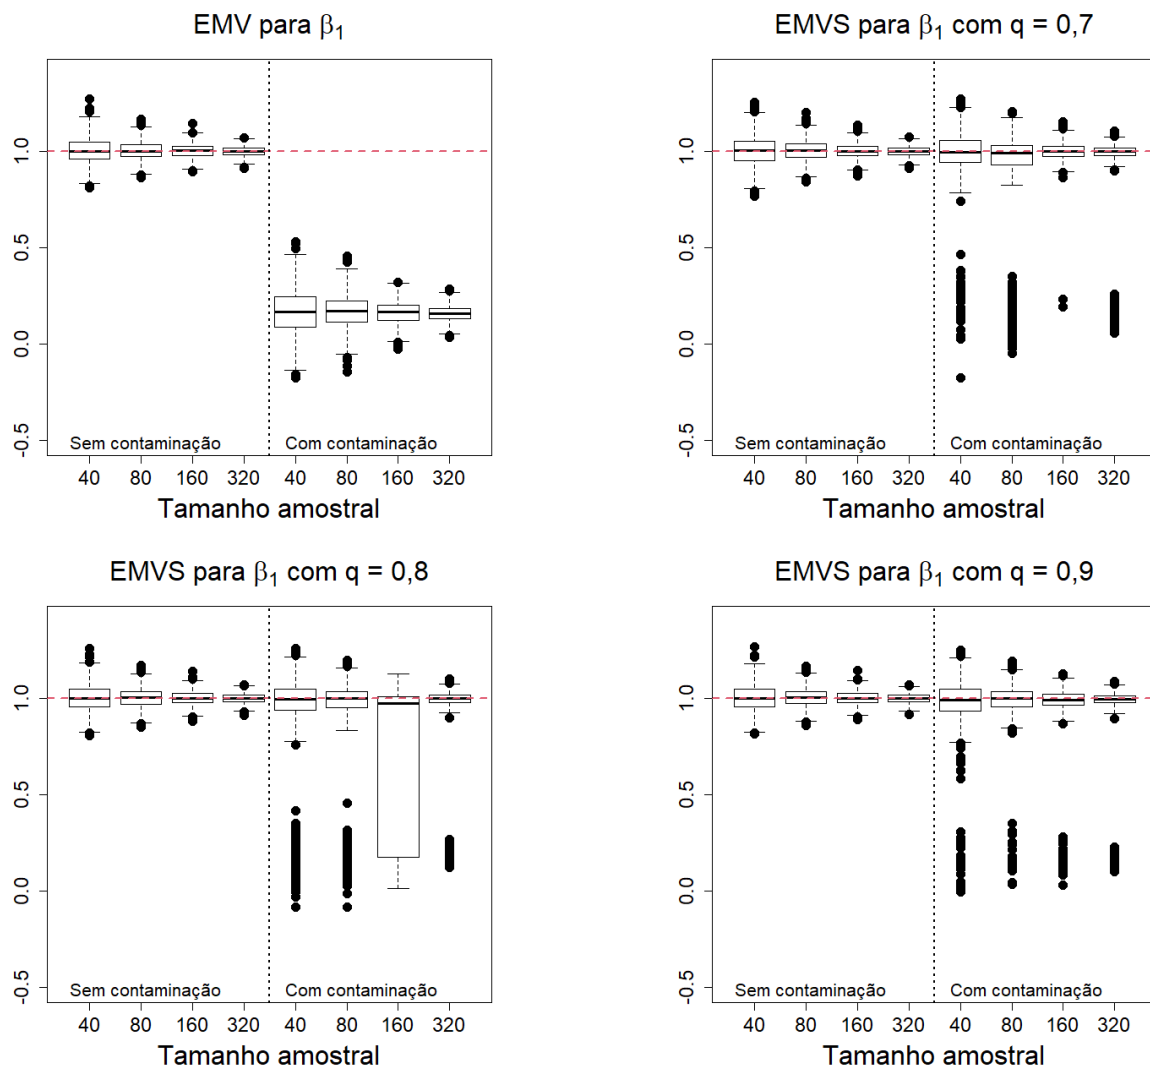 EMV para β₁
1.0
0.5
0.0
-0.5
Sem contaminação Com contaminação
40 80 160 320 40 80 160 320
Tamanho amostral
EMVS para β₁ com q = 0,7
1.0
0.5
0.0
-0.5
Sem contaminação Com contaminação
40 80 160 320 40 80 160 320
Tamanho amostral
EMVS para β₁ com q = 0,8
1.0
0.5
0.0
-0.5
Sem contaminação Com contaminação
40 80 160 320 40 80 160 320
Tamanho amostral
EMVS para β₁ com q = 0,9
1.0
0.5
0.0
-0.5
Sem contaminação Com contaminação
40 80 160 320 40 80 160 320
Tamanho amostral